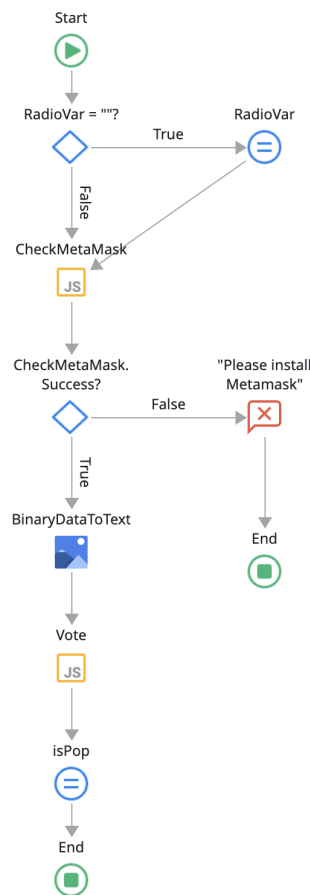 Start
RadioVar = ""?
RadioVar
True
False
CheckMetaMask
JS
CheckMetaMask.
Success?
"Please install
Metamask"
False
True
End
BinaryDataToText
Vote
JS
isPop
End